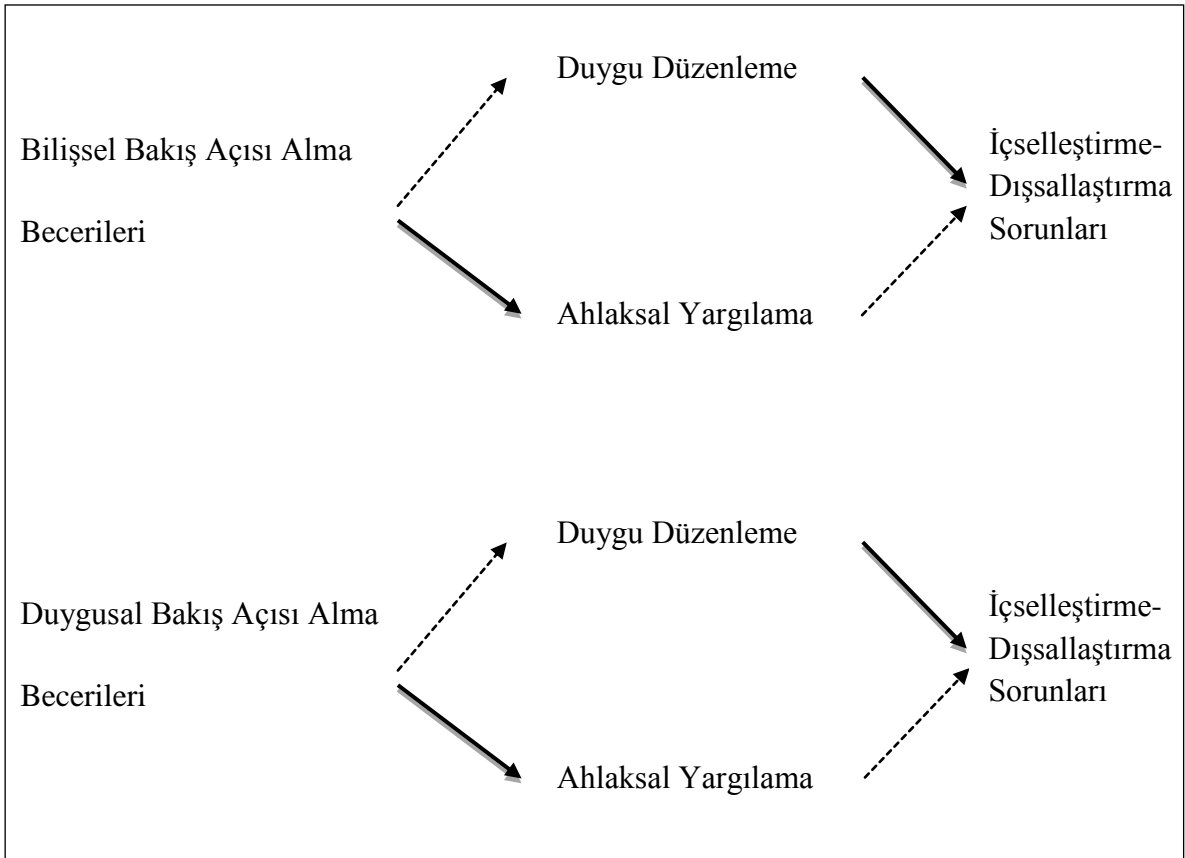 Duygu Düzenleme
Bilişsel Bakış Açısı Alma
Becerileri
İçselleştirme-
Dışsallaştırma
Sorunları
Ahlaksal Yargılama
Duygu Düzenleme
Duygusal Bakış Açısı Alma
Becerileri
İçselleştirme-
Dışsallaştırma
Sorunları
Ahlaksal Yargılama